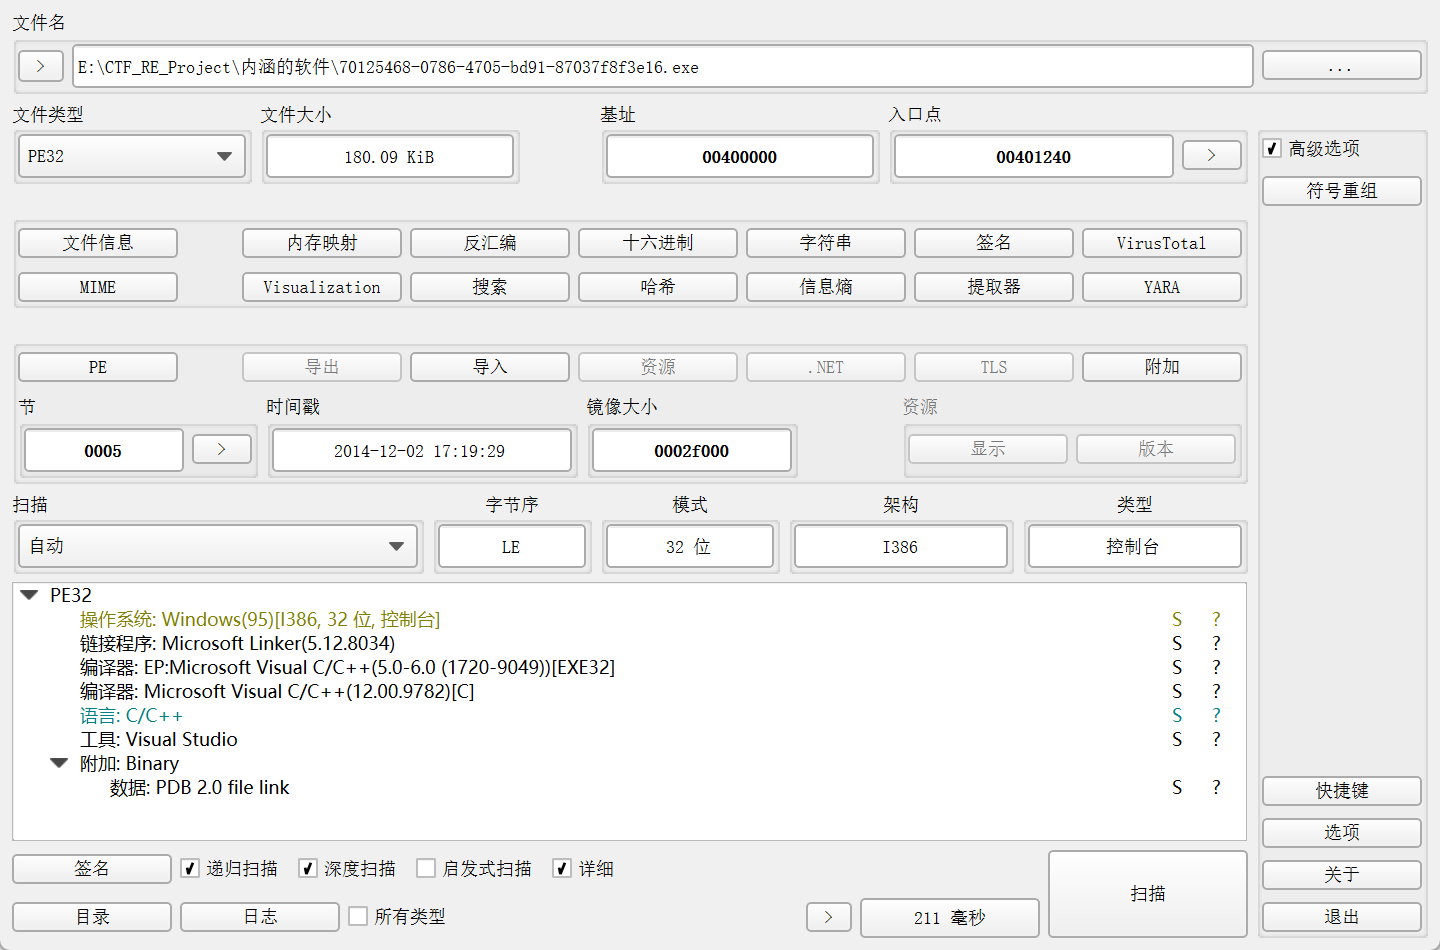 文件名
> E:\CTF_RE_Project\内涵的软件\70125468-0786-4705-bd91-87037f8f3e16.exe ...
文件类型 文件大小 基址 入口点
PE32 180.09 KiB 00400000 00401240 >
高级选项
符号重组
文件信息 内存映射 反汇编 十六进制 字符串 签名 VirusTotal
MIME Visualization 搜索 哈希 信息熵 提取器 YARA
PE 导出 导入 资源 .NET TLS 附加
节 时间戳 镜像大小 资源
0005 > 2014-12-02 17:19:29 0002f000 显示 版本
扫描 字节序 模式 架构 类型
自动 LE 32 位 I386 控制台
PE32
操作系统: Windows(95)[I386, 32 位, 控制台] S ?
链接程序: Microsoft Linker(5.12.8034) S ?
编译器: EP:Microsoft Visual C/C++(5.0-6.0 (1720-9049))[EXE32] S ?
编译器: Microsoft Visual C/C++(12.00.9782)[C] S ?
语言: C/C++ S ?
工具: Visual Studio S ?
附加: Binary
数据: PDB 2.0 file link S ?
快捷键
选项
关于
退出
签名 递归扫描 深度扫描 启发式扫描 详细
目录 日志 所有类型 > 211 毫秒 扫描